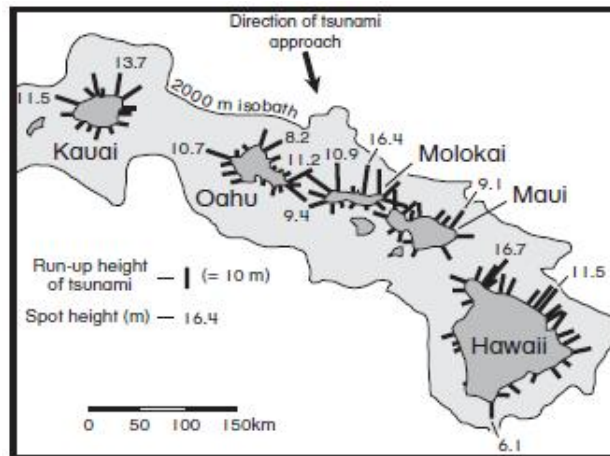 Direction of tsunami
approach
13.7
11.5
2000 m isobath
16.4
8.2
10.9
11.2
Molokai
Kauai
10.7
9.1
Oahu
9.4
Maui
16.7
11.5
Run-up height
of tsunami — (= 10 m)
Spot height (m) — 16.4
Hawaii
0 50 100 150km
6.1